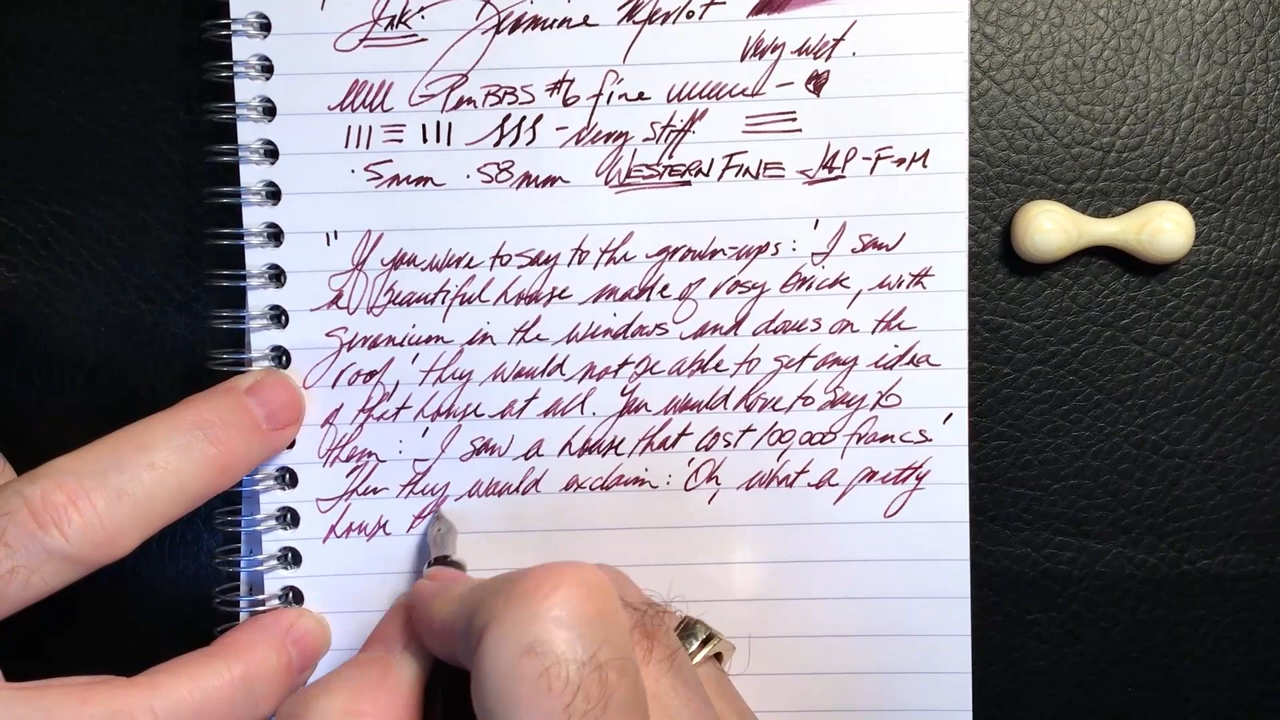 Ink: Diamine Merlot
Very wet.
PenBBS #6 fine -
||| ≡ ||| - Very stiff
.5mm .58mm WESTERN FINE JAP - F→M
" If you were to say to the grown-ups: 'I saw
a beautiful house made of rosy brick, with
geranium in the windows and doves on the
roof,' they would not be able to get any idea
of that house at all. You would have to say to
them: 'I saw a house that cost 100,000 francs.'
Then they would exclaim: 'Oh, what a pretty
house th